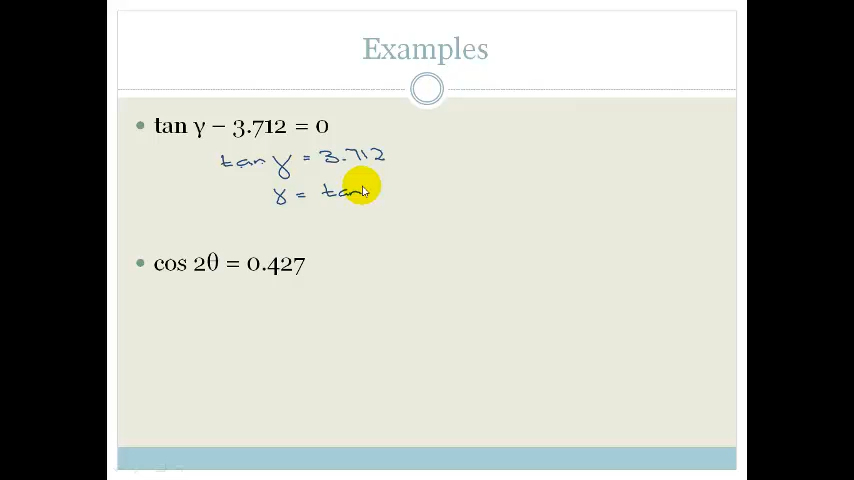 Examples
tan γ − 3.712 = 0
tan γ = 3.712
γ = tan
cos 2θ = 0.427